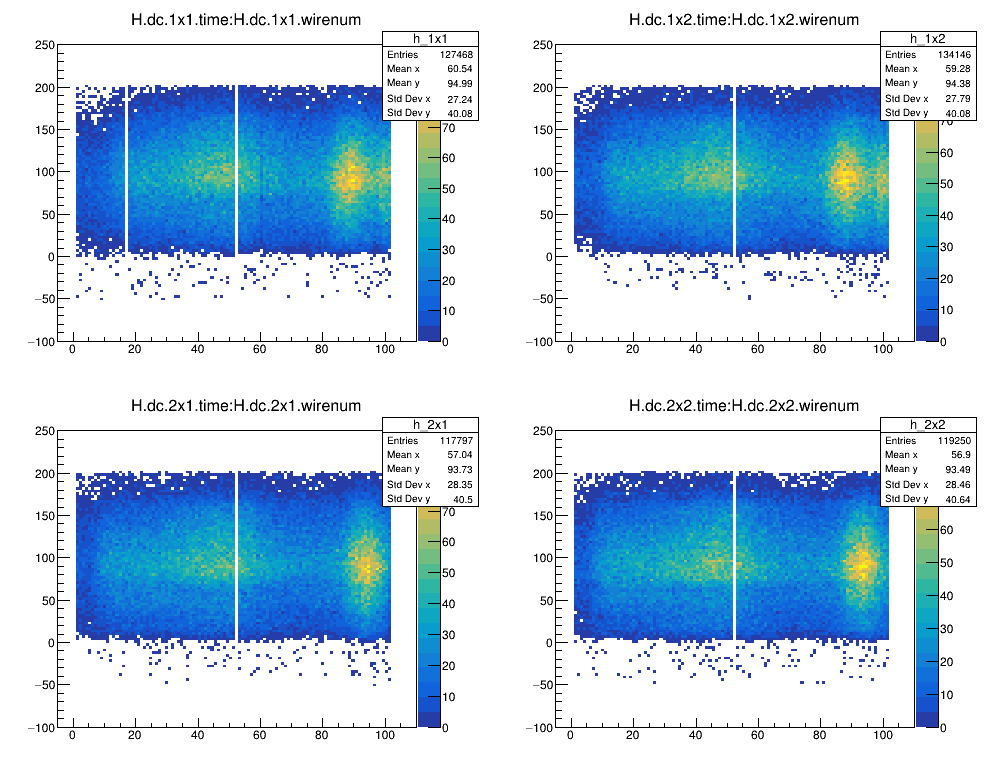 H.dc.1x1.time:H.dc.1x1.wirenum
h_1x1
Entries 127468
Mean x 60.54
Mean y 94.99
Std Dev x 27.24
Std Dev y 40.08
250
200
150
100
50
0
−50
−100
0 20 40 60 80 100
70
60
50
40
30
20
10
0
H.dc.1x2.time:H.dc.1x2.wirenum
h_1x2
Entries 134146
Mean x 59.28
Mean y 94.38
Std Dev x 27.79
Std Dev y 40.08
250
200
150
100
50
0
−50
−100
0 20 40 60 80 100
70
60
50
40
30
20
10
0
H.dc.2x1.time:H.dc.2x1.wirenum
h_2x1
Entries 117797
Mean x 57.04
Mean y 93.73
Std Dev x 28.35
Std Dev y 40.5
250
200
150
100
50
0
−50
−100
0 20 40 60 80 100
70
60
50
40
30
20
10
0
H.dc.2x2.time:H.dc.2x2.wirenum
h_2x2
Entries 119250
Mean x 56.9
Mean y 93.49
Std Dev x 28.46
Std Dev y 40.64
250
200
150
100
50
0
−50
−100
0 20 40 60 80 100
60
50
40
30
20
10
0